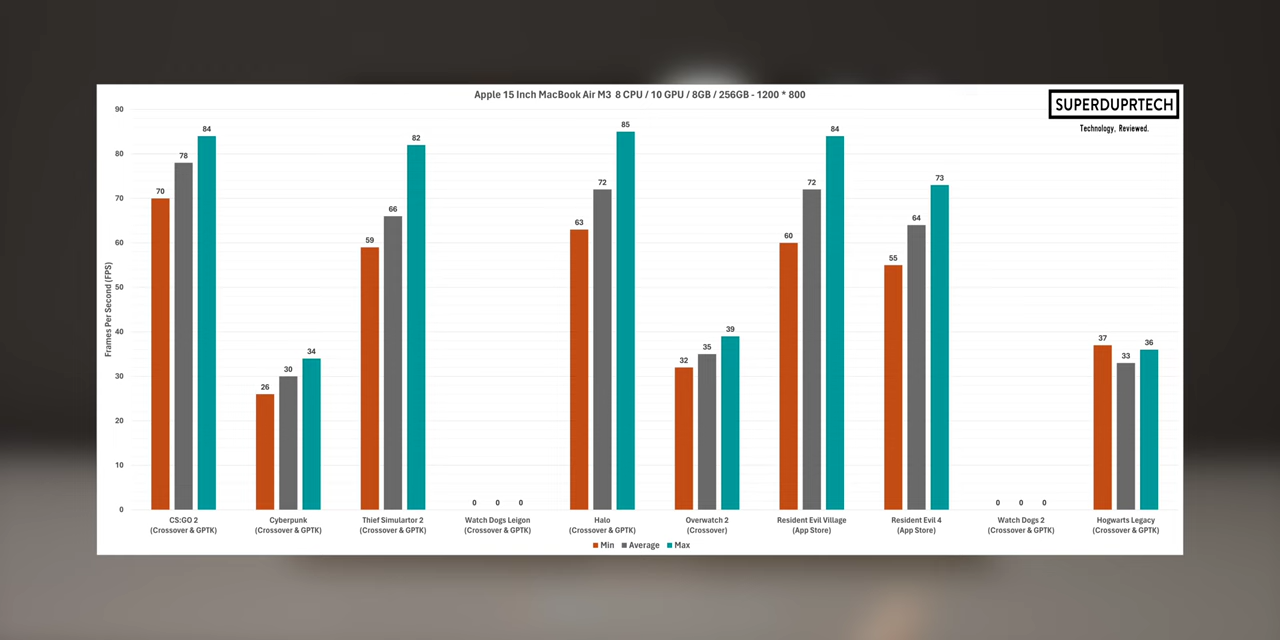 Apple 15 Inch MacBook Air M3 8 CPU / 10 GPU / 8GB / 256GB - 1200 * 800
SUPERDUPRTECH
Technology, Reviewed.
Frames Per Second (FPS)
90
80
70
60
50
40
30
20
10
0
70 78 84
26 30 34
59 66 82
0 0 0
63 72 85
32 35 39
60 72 84
55 64 73
0 0 0
37 33 36
CS:GO 2
(Crossover & GPTK)
Cyberpunk
(Crossover & GPTK)
Thief Simulartor 2
(Crossover & GPTK)
Watch Dogs Leigon
(Crossover & GPTK)
Halo
(Crossover & GPTK)
Overwatch 2
(Crossover)
Resident Evil Village
(App Store)
Resident Evil 4
(App Store)
Watch Dogs 2
(Crossover & GPTK)
Hogwarts Legacy
(Crossover & GPTK)
Min Average Max